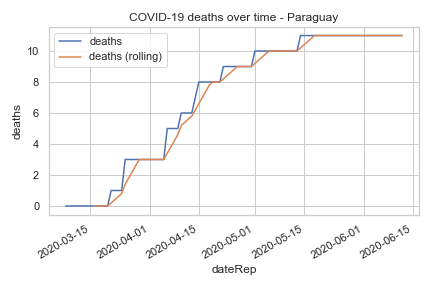 COVID-19 deaths over time - Paraguay
deaths
deaths (rolling)
deaths
10
8
6
4
2
0
2020-03-15
2020-04-01
2020-04-15
2020-05-01
2020-05-15
2020-06-01
2020-06-15
dateRep